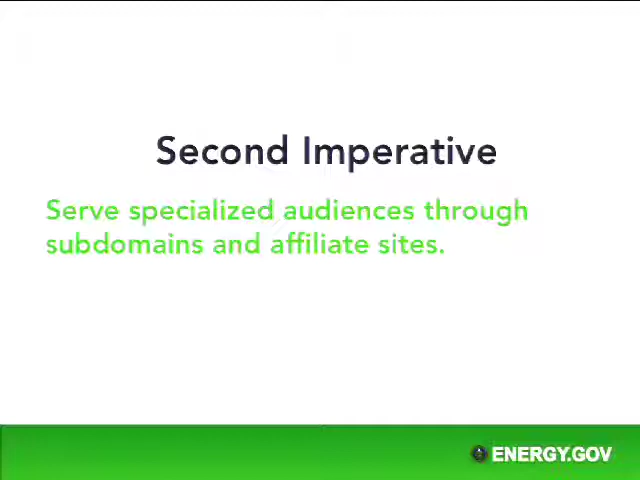 Second Imperative
Serve specialized audiences through
subdomains and affiliate sites.
ENERGY.GOV